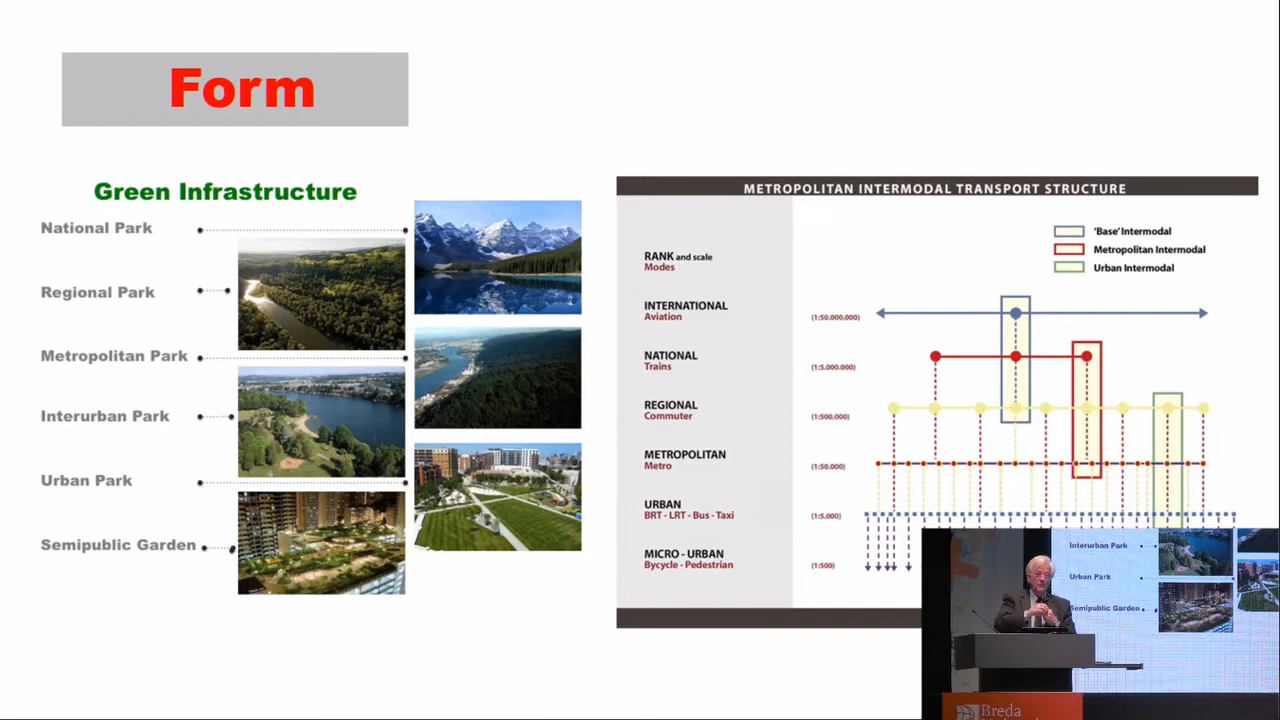 Form
Green Infrastructure
National Park
Regional Park
Metropolitan Park
Interurban Park
Urban Park
Semipublic Garden
METROPOLITAN INTERMODAL TRANSPORT STRUCTURE
'Base' Intermodal
Metropolitan Intermodal
Urban Intermodal
RANK and scale
Modes
INTERNATIONAL
Aviation
(1:50.000.000)
NATIONAL
Trains
(1:5.000.000)
REGIONAL
Commuter
(1:500.000)
METROPOLITAN
Metro
(1:50.000)
URBAN
BRT - LRT - Bus - Taxi
(1:5.000)
MICRO - URBAN
Bycycle - Pedestrian
(1:500)
Interurban Park
Urban Park
Semipublic Garden
Breda